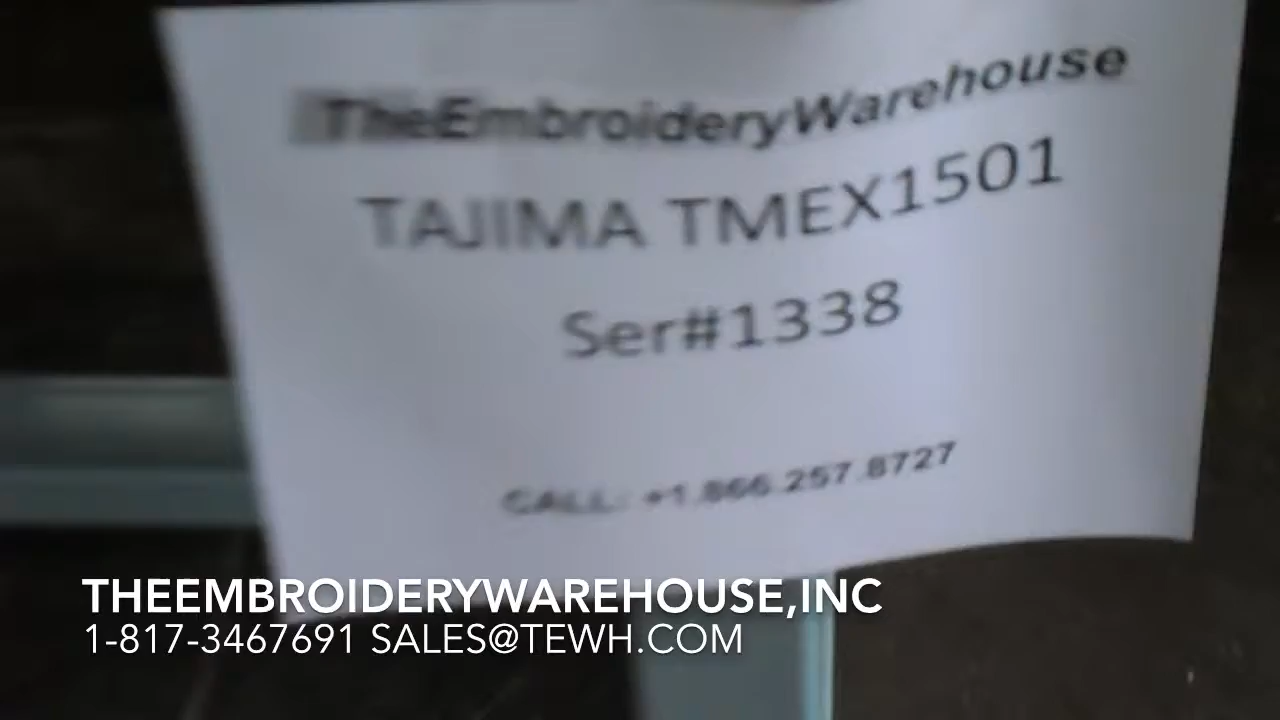 TheEmbroideryWarehouse
TAJIMA TMEX1501
Ser#1338
CALL: +1.866.257.8727
THEEMBROIDERYWAREHOUSE,INC
1-817-3467691 SALES@TEWH.COM